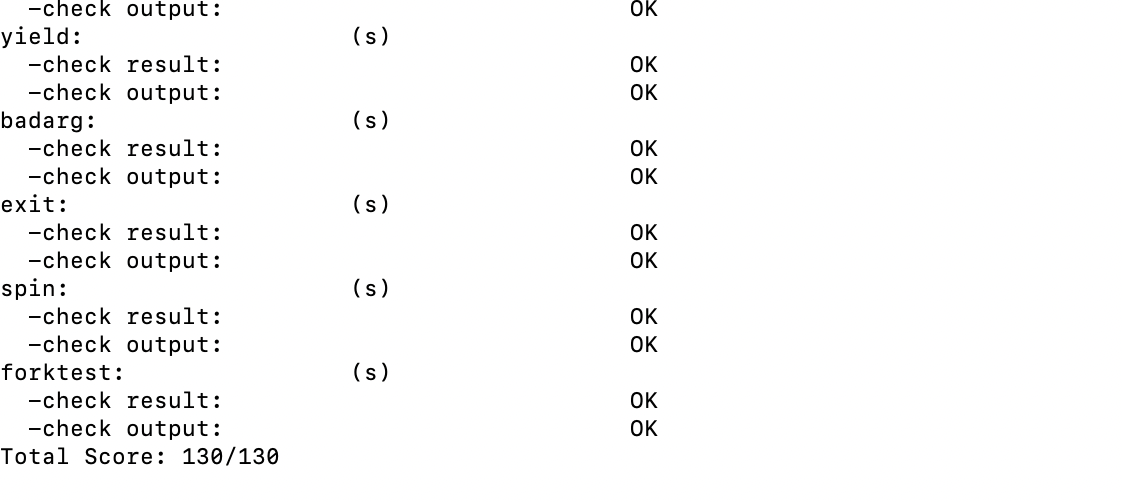 -check output:                             OK
yield:                   (s)
  -check result:                             OK
  -check output:                             OK
badarg:                  (s)
  -check result:                             OK
  -check output:                             OK
exit:                    (s)
  -check result:                             OK
  -check output:                             OK
spin:                    (s)
  -check result:                             OK
  -check output:                             OK
forktest:                (s)
  -check result:                             OK
  -check output:                             OK
Total Score: 130/130